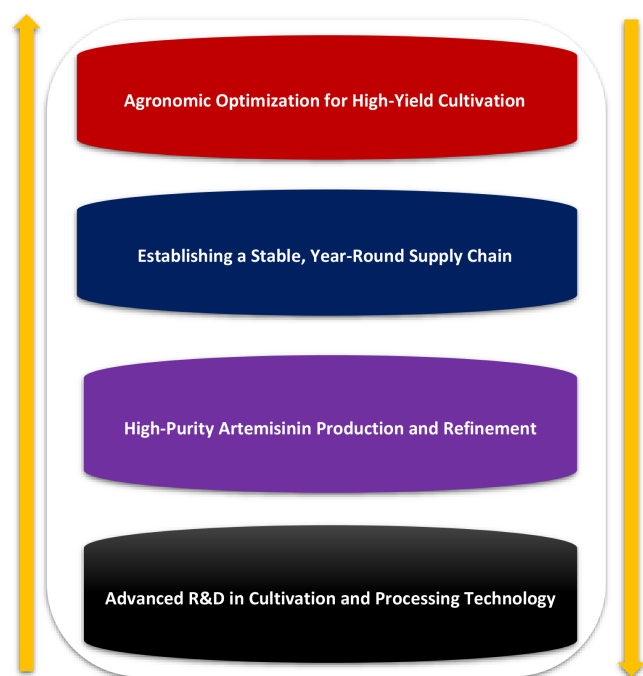 Agronomic Optimization for High-Yield Cultivation
Establishing a Stable, Year-Round Supply Chain
High-Purity Artemisinin Production and Refinement
Advanced R&D in Cultivation and Processing Technology